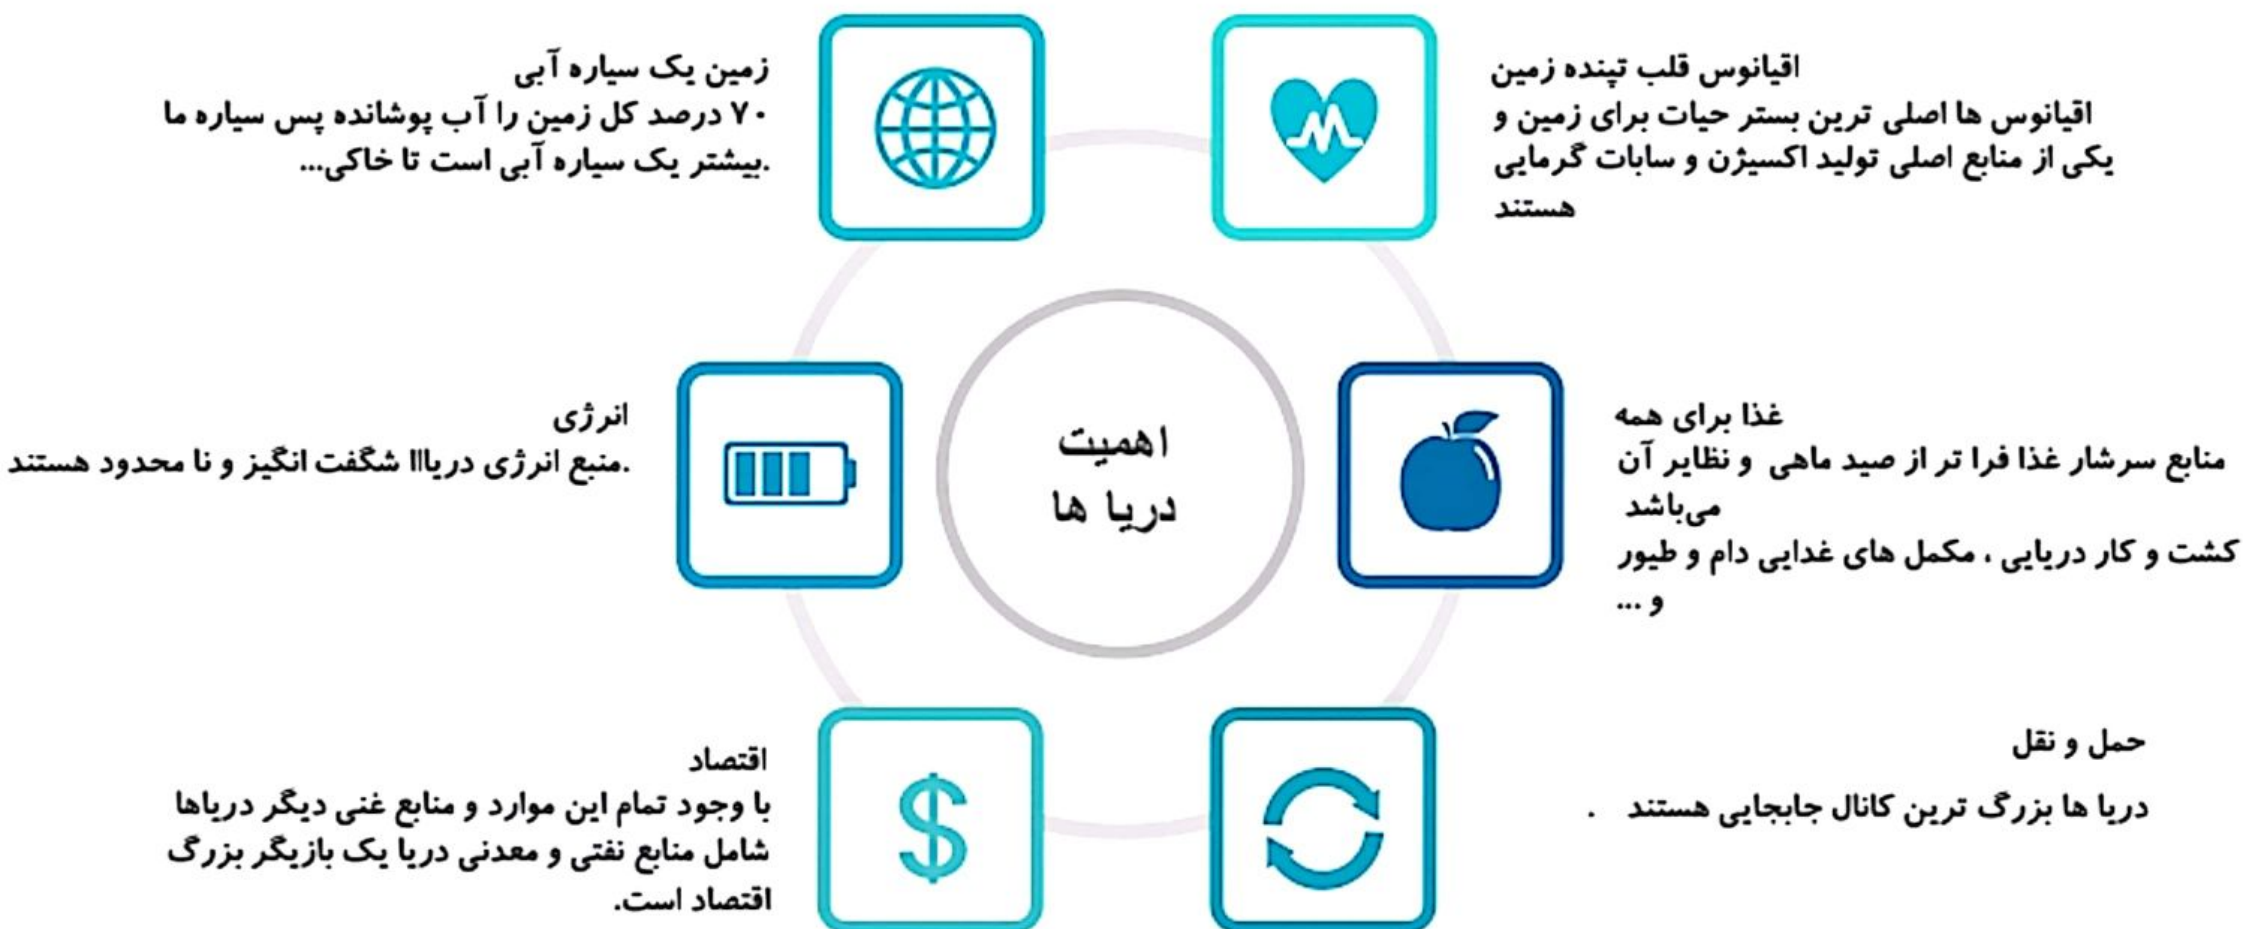 اقیانوس قلب تپنده زمین
اقیانوس ها اصلی ترین بستر حیات برای زمین و
یکی از منابع اصلی تولید اکسیژن و سابات گرمایی
هستند
زمین یک سیاره آبی
۷۰ درصد کل زمین را آب پوشانده پس سیاره ما
.بیشتر یک سیاره آبی است تا خاکی...
غذا برای همه
منابع سرشار غذا فرا تر از صید ماهی و نظایر آن
می‌باشد
کشت و کار دریایی ، مکمل های غدایی دام و طیور
و ...
اهمیت
دریا ها
انرژی
.منبع انرژی دریااا شگفت انگیز و نا محدود هستند
حمل و نقل
دریا ها بزرگ ترین کانال جابجایی هستند .
اقتصاد
با وجود تمام این موارد و منابع غنی دیگر دریاها
شامل منابع نفتی و معدنی دریا یک بازیگر بزرگ
اقتصاد است.